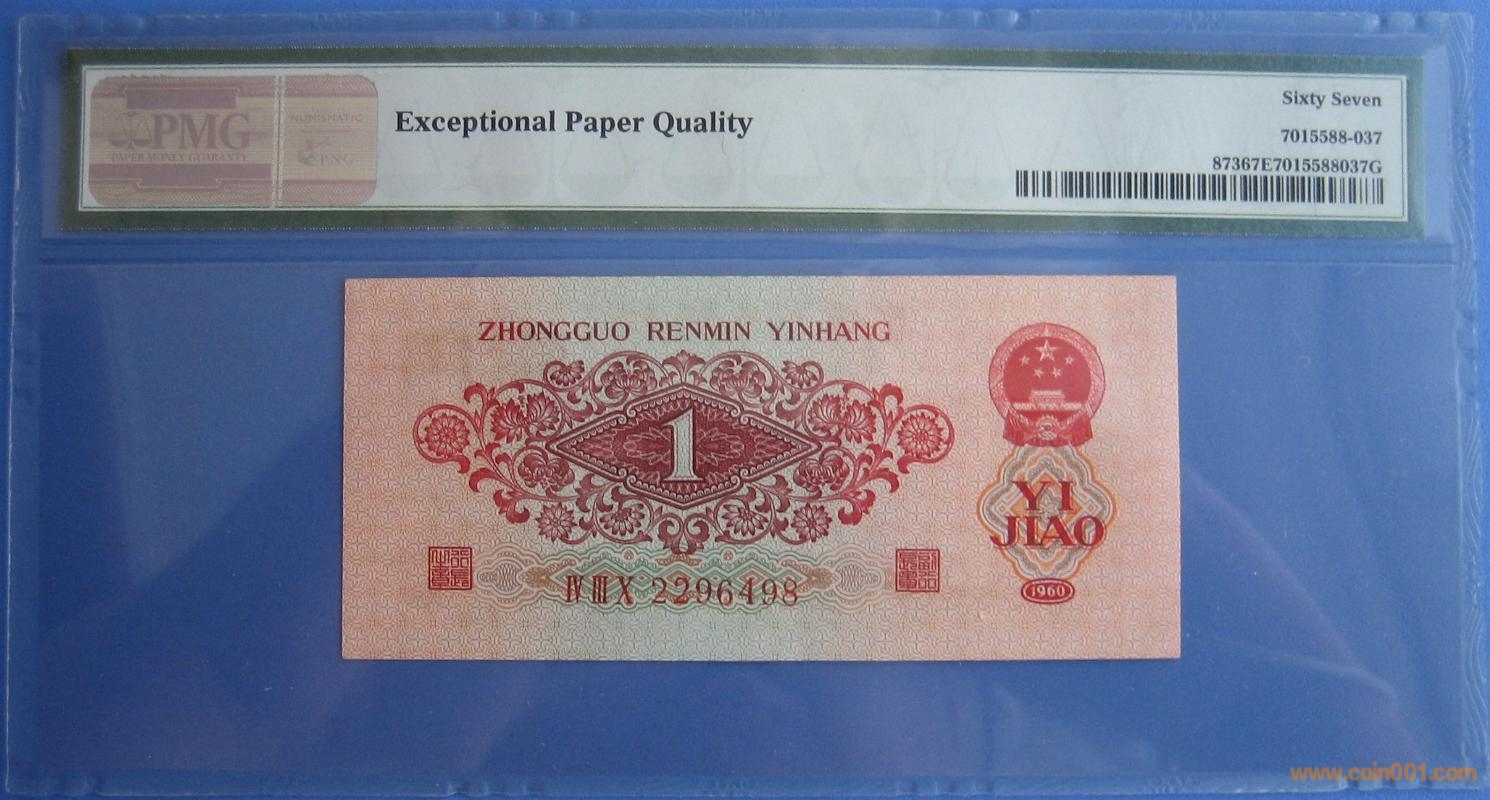 PMG
PAPER MONEY GUARANTY
NUMISMATIC
PNG
Exceptional Paper Quality
Sixty Seven
7015588-037
87367E7015588037G
ZHONGGUO RENMIN YINHANG
1
YI
JIAO
1960
Ⅳ Ⅲ Ⅹ 2296498
www.coin001.com